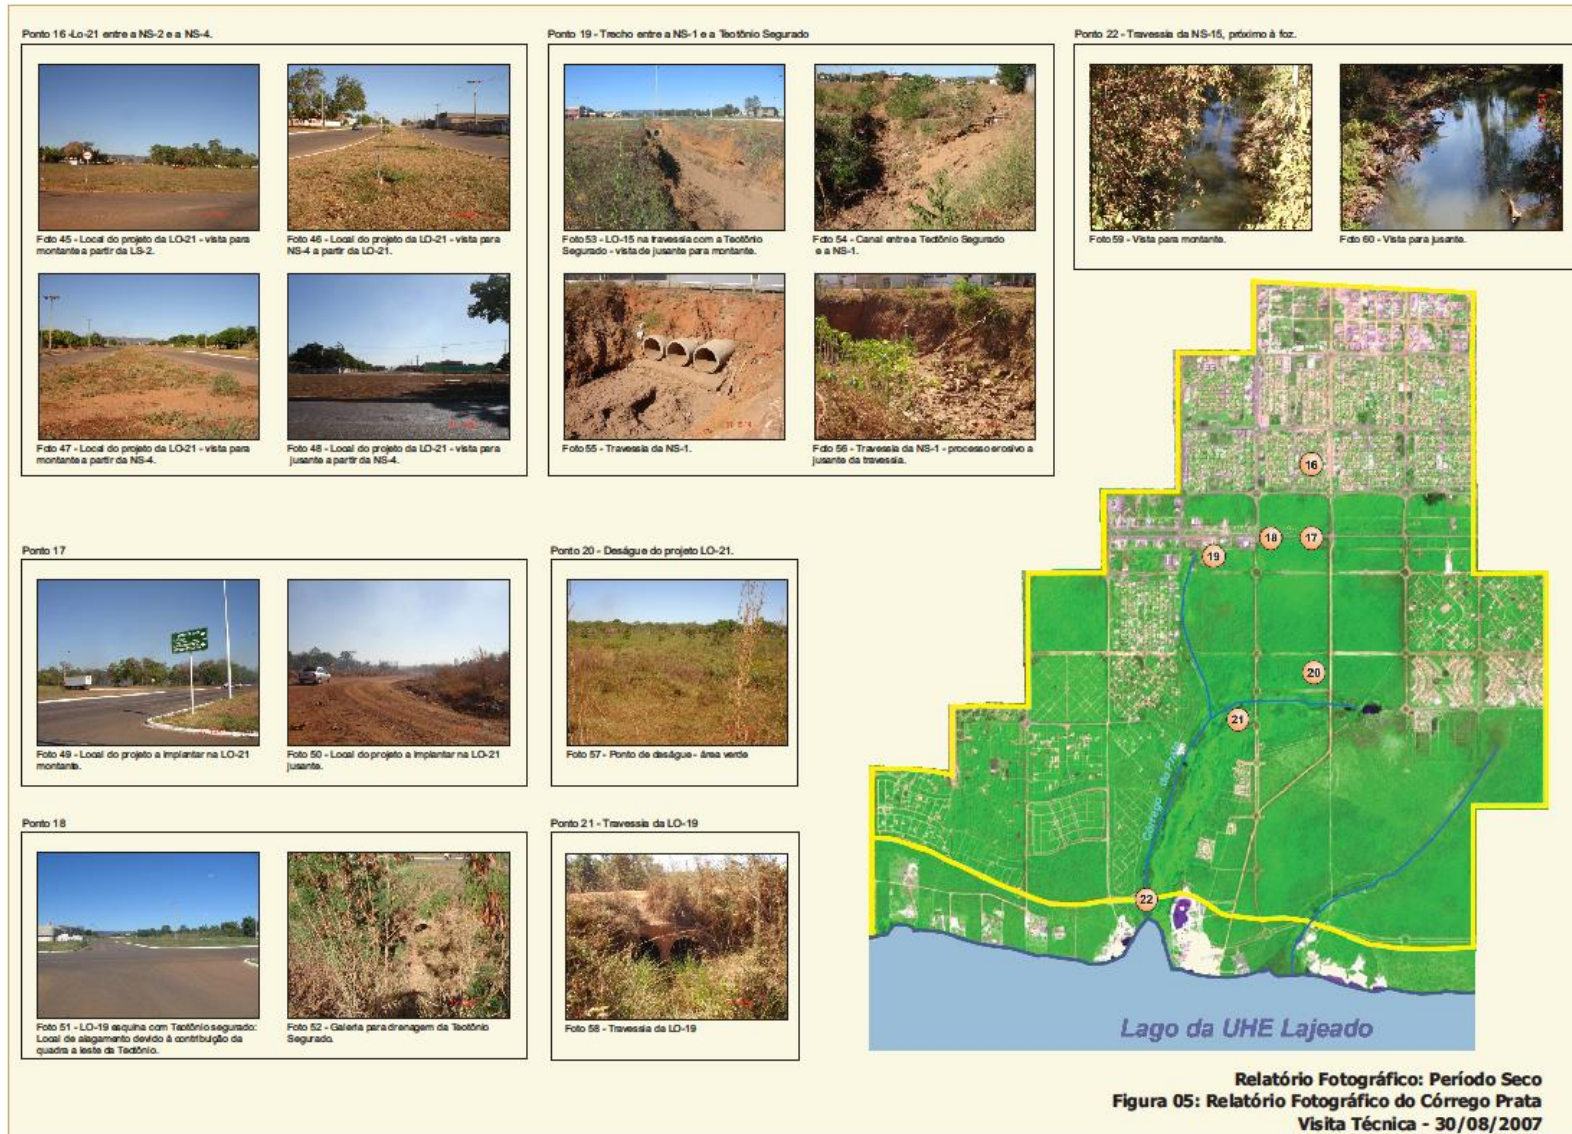 Ponto 16 -Lo-21 entre a NS-2 e a NS-4.
Foto 45 - Local do projeto da LO-21 - vista para
montante a partir da LS-2.
Foto 46 - Local do projeto da LO-21 - vista para
NS-4 a partir da LO-21.
Foto 47 - Local do projeto da LO-21 - vista para
montante a partir da NS-4.
Foto 48 - Local do projeto da LO-21 - vista para
jusante a partir da NS-4.
Ponto 19 - Trecho entre a NS-1 e a Teotônio Segurado
Foto 53 - LO-15 na travessia com a Teotônio
Segurado - vista de jusante para montante.
Foto 54 - Canal entre a Teotônio Segurado
e a NS-1.
Foto 55 - Travessia da NS-1.
Foto 56 - Travessia da NS-1 - processo erosivo a
jusante da travessia.
Ponto 22 - Travessia da NS-15, próximo à foz.
Foto 59 - Vista para montante.
Foto 60 - Vista para jusante.
Ponto 17
Foto 49 - Local do projeto a implantar na LO-21
montante.
Foto 50 - Local do projeto a implantar na LO-21
jusante.
Ponto 20 - Deságue do projeto LO-21.
Foto 57 - Ponto de deságue - área verde
Ponto 18
Foto 51 - LO-19 esquina com Teotônio segurado:
Local de alagamento devido à contribuição da
quadra a leste da Teotônio.
Foto 52 - Galeria para drenagem da Teotônio
Segurado.
Ponto 21 - Travessia da LO-19
Foto 58 - Travessia da LO-19
16
18
17
19
20
21
Córrego do Prata
22
Lago da UHE Lajeado
Relatório Fotográfico: Período Seco
Figura 05: Relatório Fotográfico do Córrego Prata
Visita Técnica - 30/08/2007